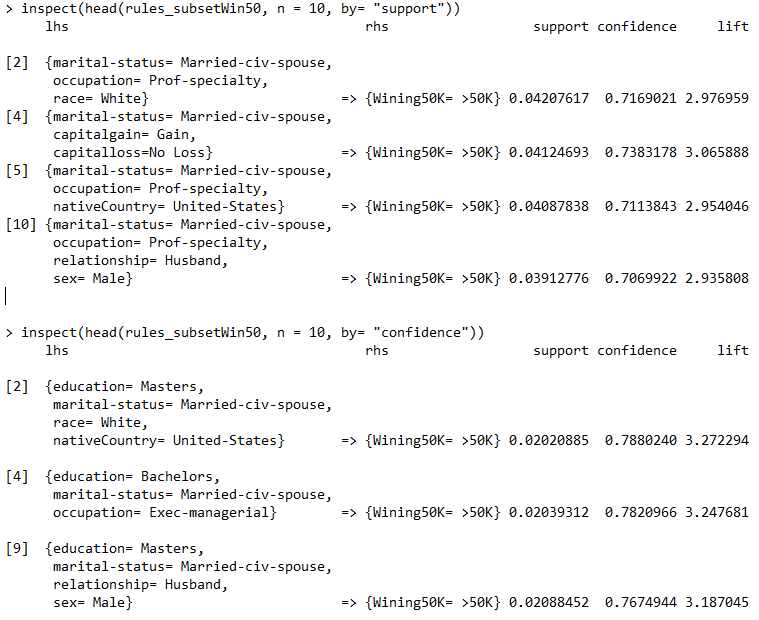 > inspect(head(rules_subsetWin50, n = 10, by= "support"))
lhs rhs support confidence lift
[2] {marital-status= Married-civ-spouse,
occupation= Prof-specialty,
race= White} => {Wining50K= >50K} 0.04207617 0.7169021 2.976959
[4] {marital-status= Married-civ-spouse,
capitalgain= Gain,
capitalloss=No Loss} => {Wining50K= >50K} 0.04124693 0.7383178 3.065888
[5] {marital-status= Married-civ-spouse,
occupation= Prof-specialty,
nativeCountry= United-States} => {Wining50K= >50K} 0.04087838 0.7113843 2.954046
[10] {marital-status= Married-civ-spouse,
occupation= Prof-specialty,
relationship= Husband,
sex= Male} => {Wining50K= >50K} 0.03912776 0.7069922 2.935808
> inspect(head(rules_subsetWin50, n = 10, by= "confidence"))
lhs rhs support confidence lift
[2] {education= Masters,
marital-status= Married-civ-spouse,
race= White,
nativeCountry= United-States} => {Wining50K= >50K} 0.02020885 0.7880240 3.272294
[4] {education= Bachelors,
marital-status= Married-civ-spouse,
occupation= Exec-managerial} => {Wining50K= >50K} 0.02039312 0.7820966 3.247681
[9] {education= Masters,
marital-status= Married-civ-spouse,
relationship= Husband,
sex= Male} => {Wining50K= >50K} 0.02088452 0.7674944 3.187045